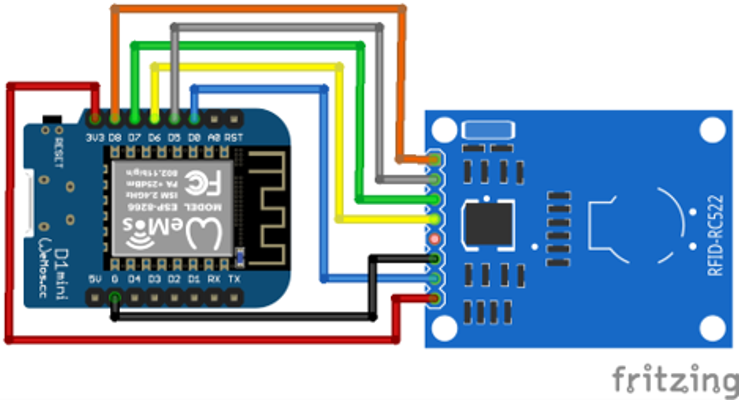 3V3 D8 D7 D6 D5 D0 A0 RST
RESET
MODEL ESP-8266
ISM 2.4GHz
PA +25dBm
802.11b/g/n
FC
WeMos
D1 mini
WeMos.cc
5V G D4 D3 D2 D1 RX TX
RFID-RC522
fritzing